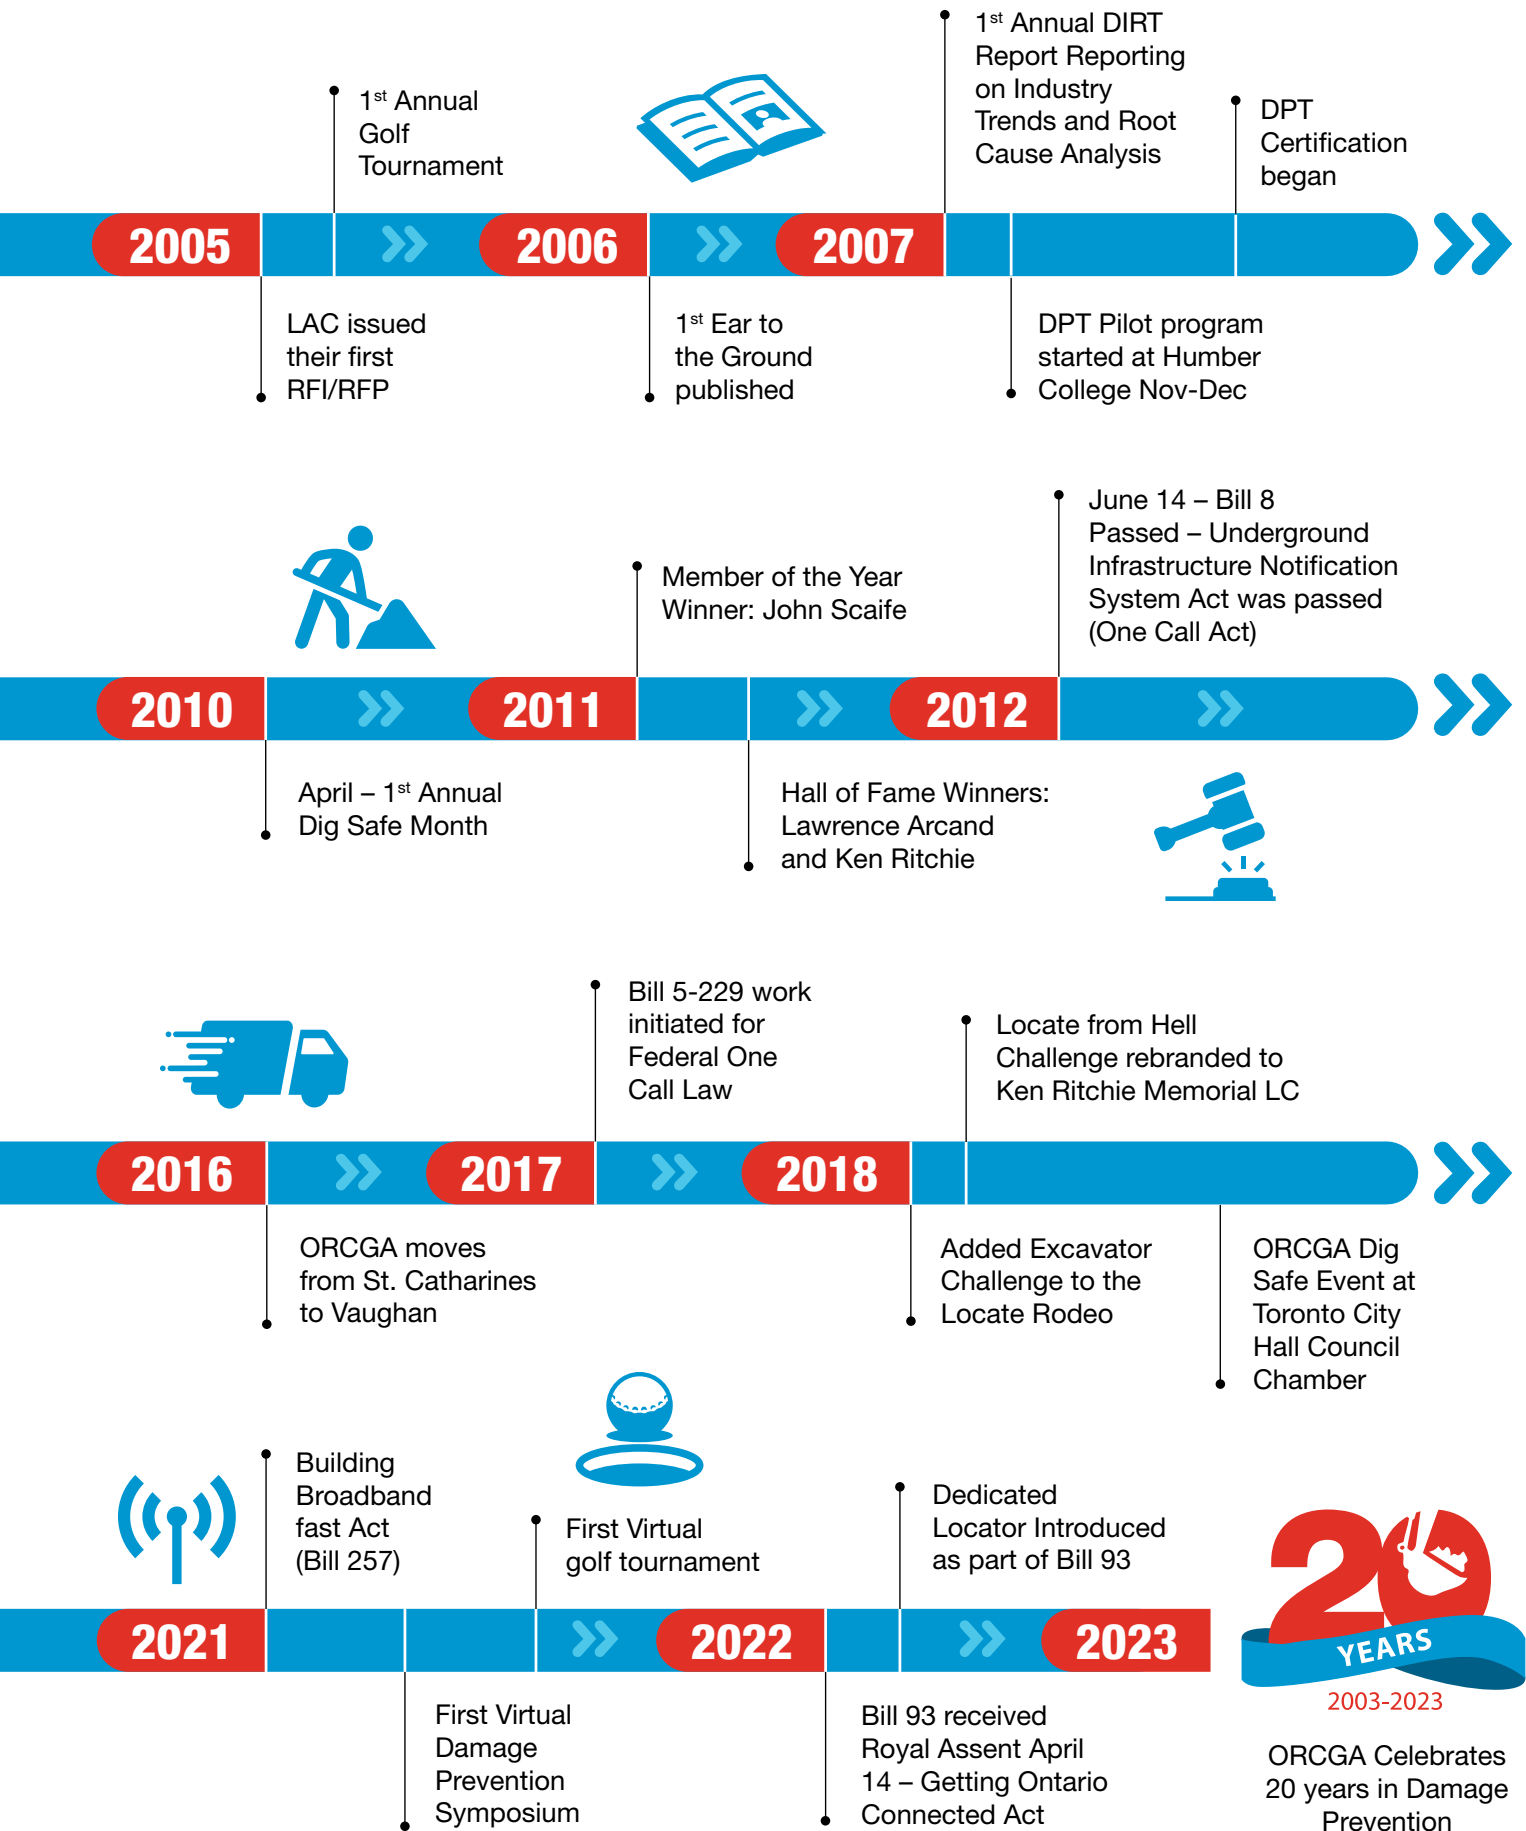 1st Annual
Golf
Tournament
1st Annual DIRT
Report Reporting
on Industry
Trends and Root
Cause Analysis
DPT
Certification
began
2005
2006
2007
LAC issued
their first
RFI/RFP
1st Ear to
the Ground
published
DPT Pilot program
started at Humber
College Nov-Dec
Member of the Year
Winner: John Scaife
June 14 – Bill 8
Passed – Underground
Infrastructure Notification
System Act was passed
(One Call Act)
2010
2011
2012
April – 1st Annual
Dig Safe Month
Hall of Fame Winners:
Lawrence Arcand
and Ken Ritchie
Bill 5-229 work
initiated for
Federal One
Call Law
Locate from Hell
Challenge rebranded to
Ken Ritchie Memorial LC
2016
2017
2018
ORCGA moves
from St. Catharines
to Vaughan
Added Excavator
Challenge to the
Locate Rodeo
ORCGA Dig
Safe Event at
Toronto City
Hall Council
Chamber
Building
Broadband
fast Act
(Bill 257)
First Virtual
golf tournament
Dedicated
Locator Introduced
as part of Bill 93
2021
2022
2023
First Virtual
Damage
Prevention
Symposium
Bill 93 received
Royal Assent April
14 – Getting Ontario
Connected Act
20
YEARS
2003-2023
ORCGA Celebrates
20 years in Damage
Prevention